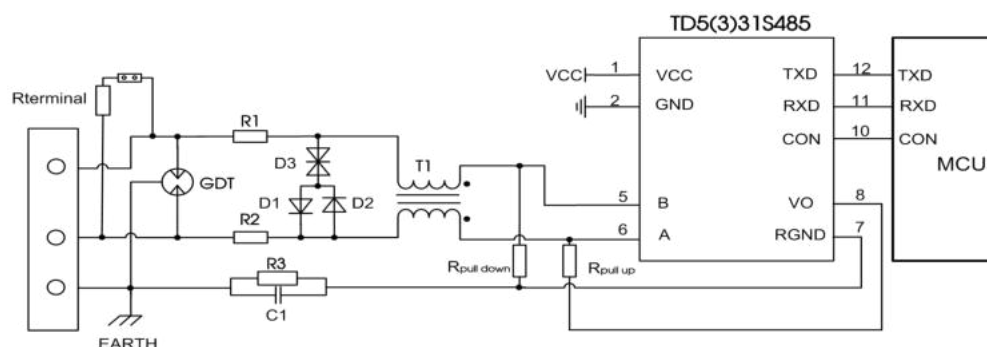 TD5(3)31S485
Rterminal
R1
D3
GDT
D1
D2
R2
T1
R3
C1
EARTH
Rpull down
Rpull up
VCC
1
VCC
TXD
12
TXD
2
GND
RXD
11
RXD
CON
10
CON
MCU
5
B
VO
8
6
A
RGND
7